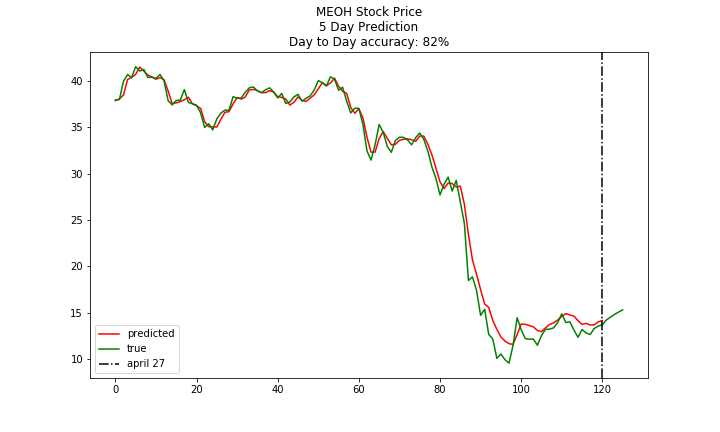 MEOH Stock Price
5 Day Prediction
Day to Day accuracy: 82%
40
35
30
25
20
15
10
predicted
true
april 27
0 20 40 60 80 100 120